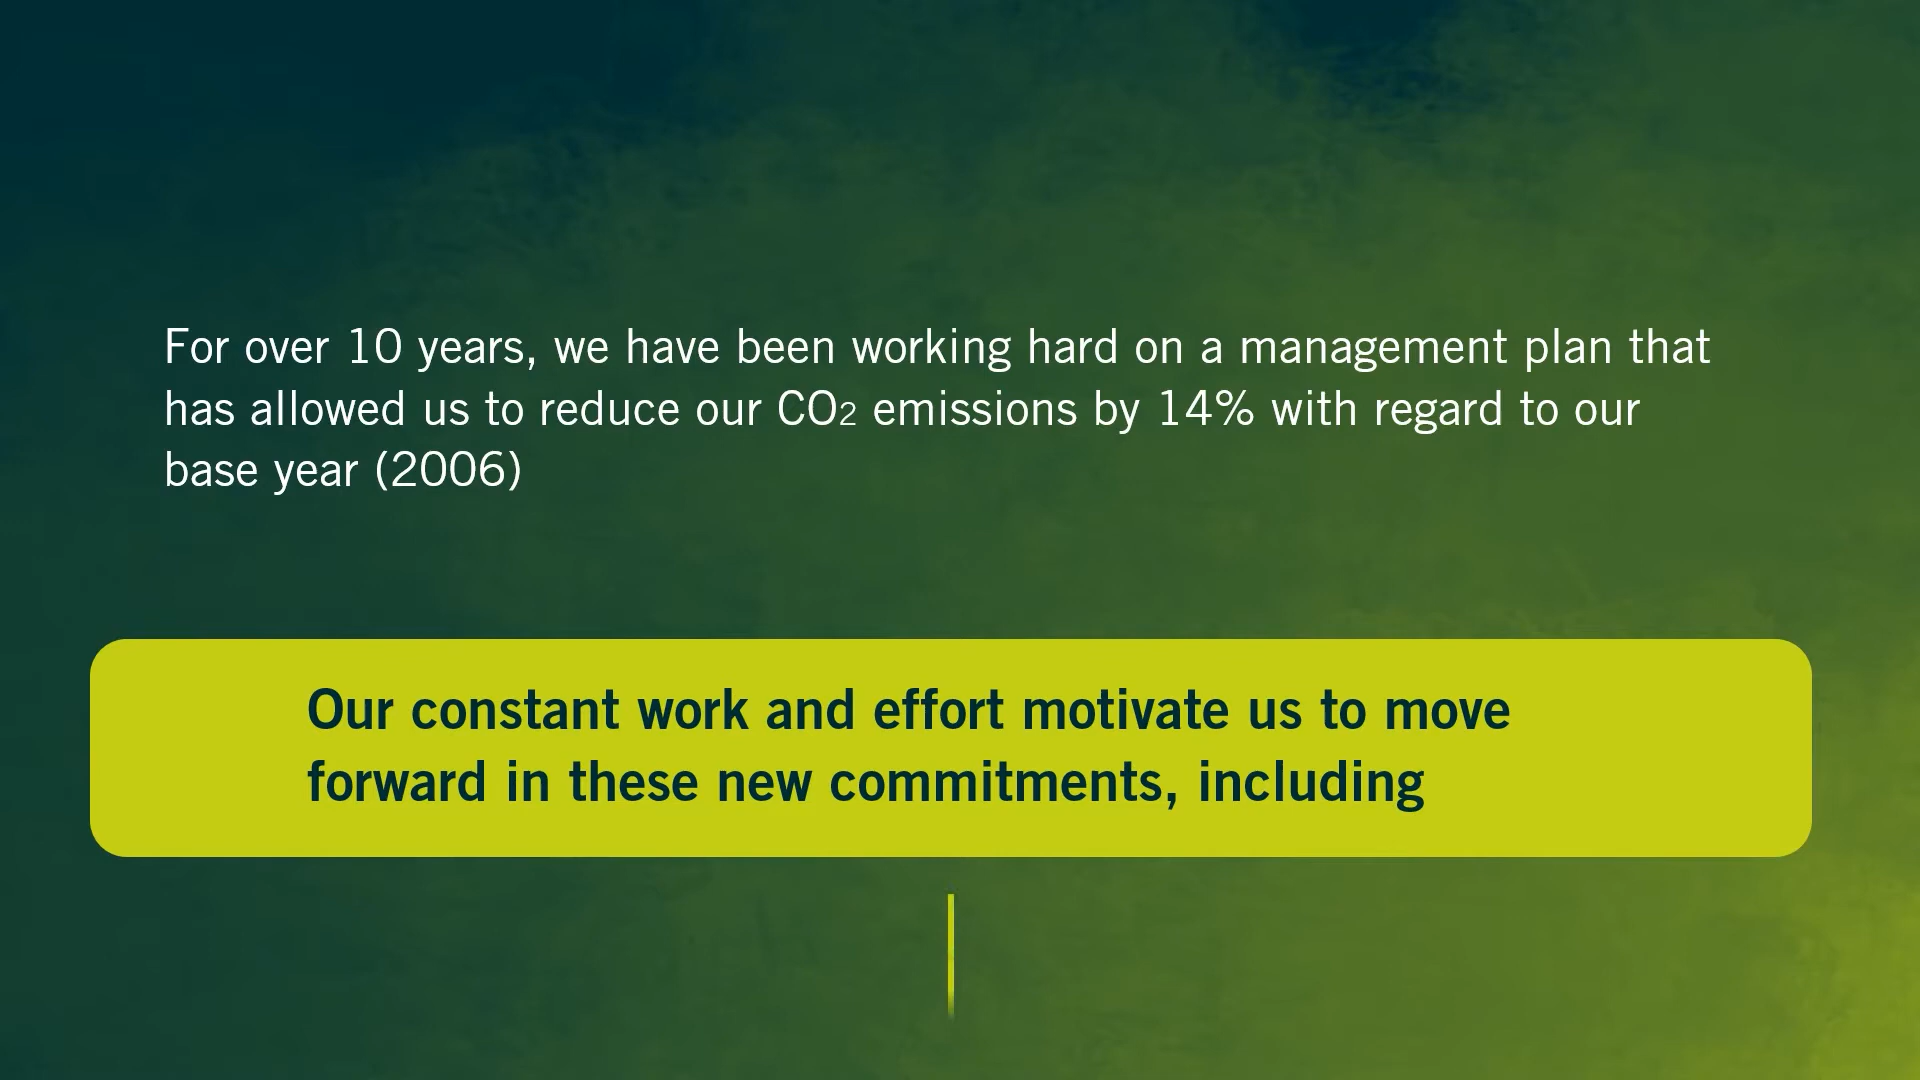 For over 10 years, we have been working hard on a management plan that
has allowed us to reduce our CO2 emissions by 14% with regard to our
base year (2006)
Our constant work and effort motivate us to move
forward in these new commitments, including